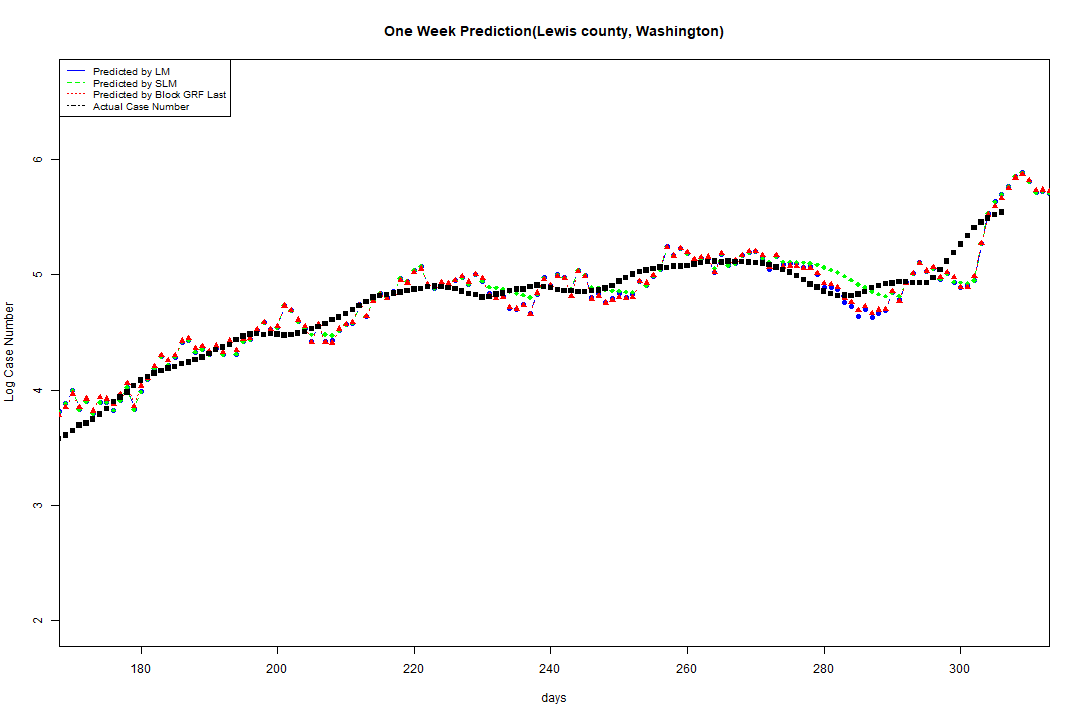 One Week Prediction(Lewis county, Washington)
Predicted by LM
Predicted by SLM
Predicted by Block GRF Last
Actual Case Number
6
5
4
3
2
Log Case Number
180 200 220 240 260 280 300
days